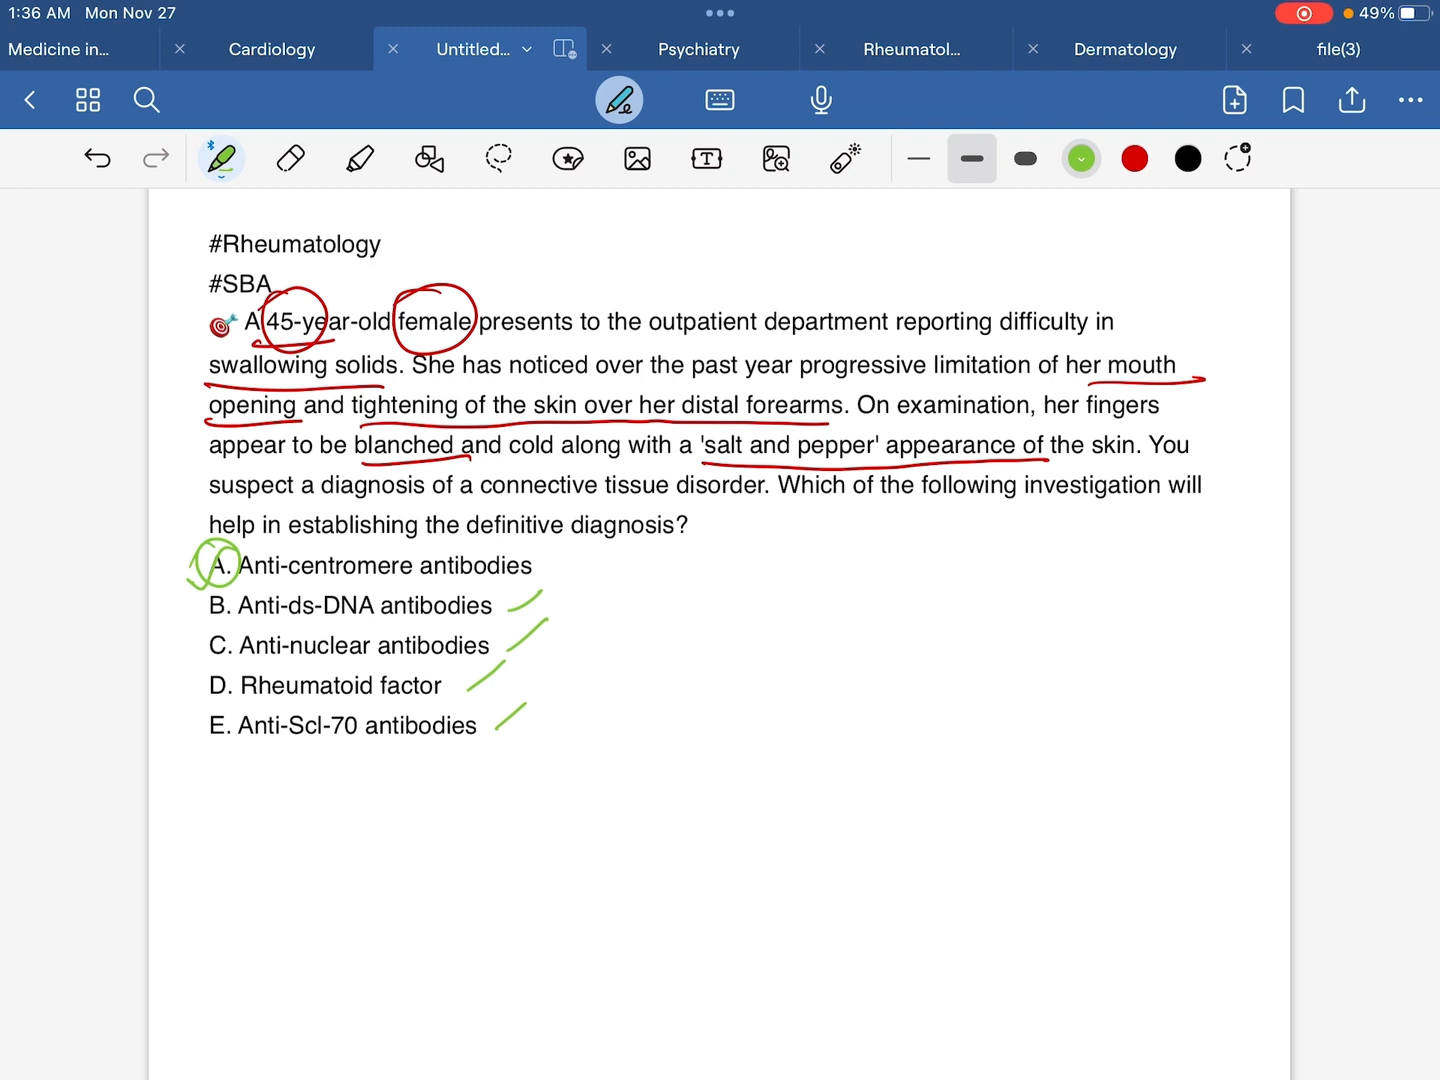 1:36 AM Mon Nov 27
49%
Medicine in...
Cardiology
Untitled...
Psychiatry
Rheumatol...
Dermatology
file(3)
#Rheumatology
#SBA
A 45-year-old female presents to the outpatient department reporting difficulty in
swallowing solids. She has noticed over the past year progressive limitation of her mouth
opening and tightening of the skin over her distal forearms. On examination, her fingers
appear to be blanched and cold along with a 'salt and pepper' appearance of the skin. You
suspect a diagnosis of a connective tissue disorder. Which of the following investigation will
help in establishing the definitive diagnosis?
A. Anti-centromere antibodies
B. Anti-ds-DNA antibodies
C. Anti-nuclear antibodies
D. Rheumatoid factor
E. Anti-Scl-70 antibodies